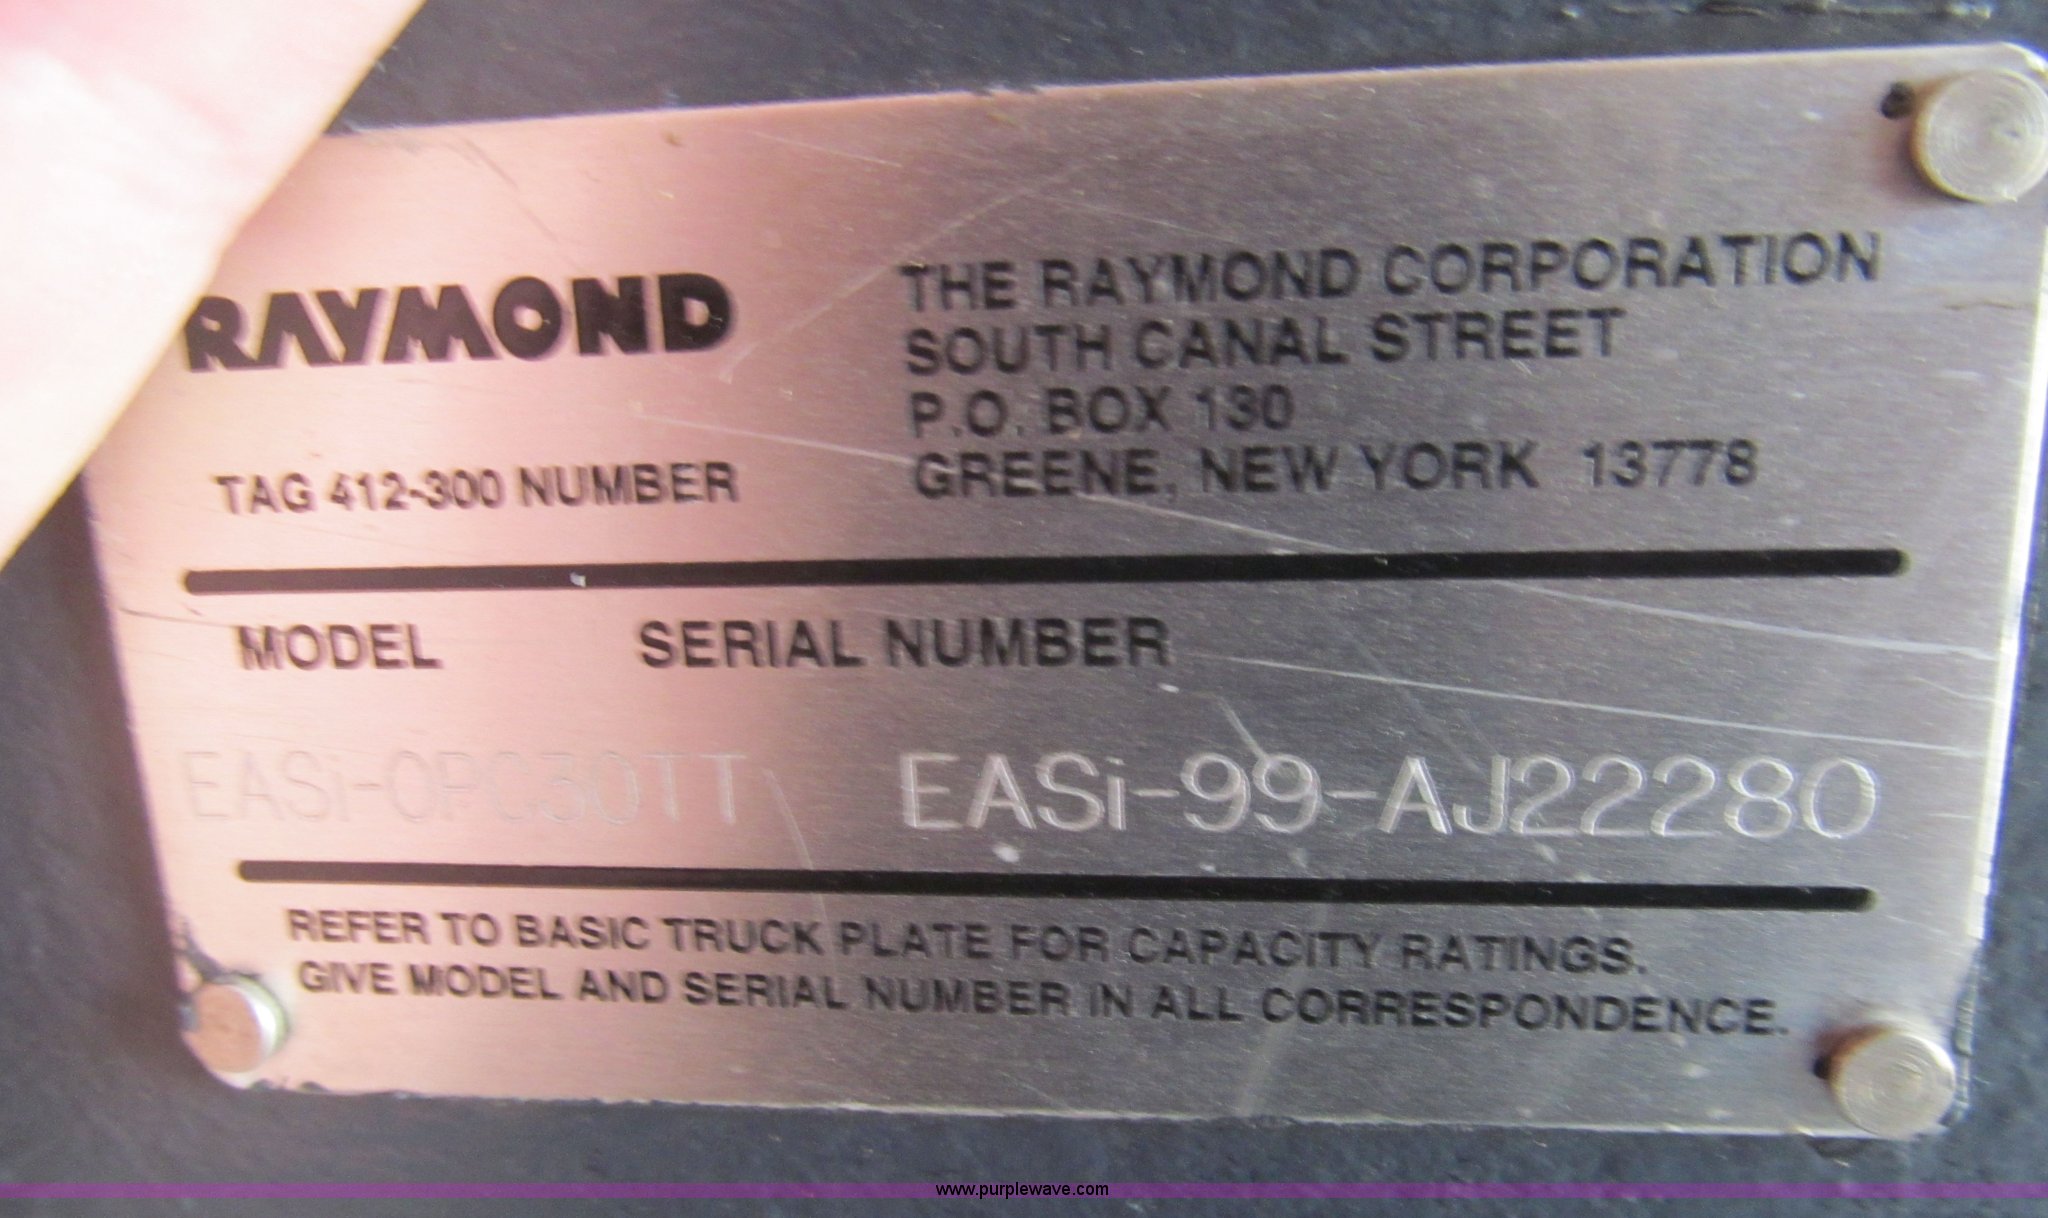 RAYMOND
THE RAYMOND CORPORATION
SOUTH CANAL STREET
P.O. BOX 130
GREENE, NEW YORK 13778
TAG 412-300 NUMBER
MODEL SERIAL NUMBER
EASi-OPC30TT EASi-99-AJ22280
REFER TO BASIC TRUCK PLATE FOR CAPACITY RATINGS.
GIVE MODEL AND SERIAL NUMBER IN ALL CORRESPONDENCE.
www.purplewave.com